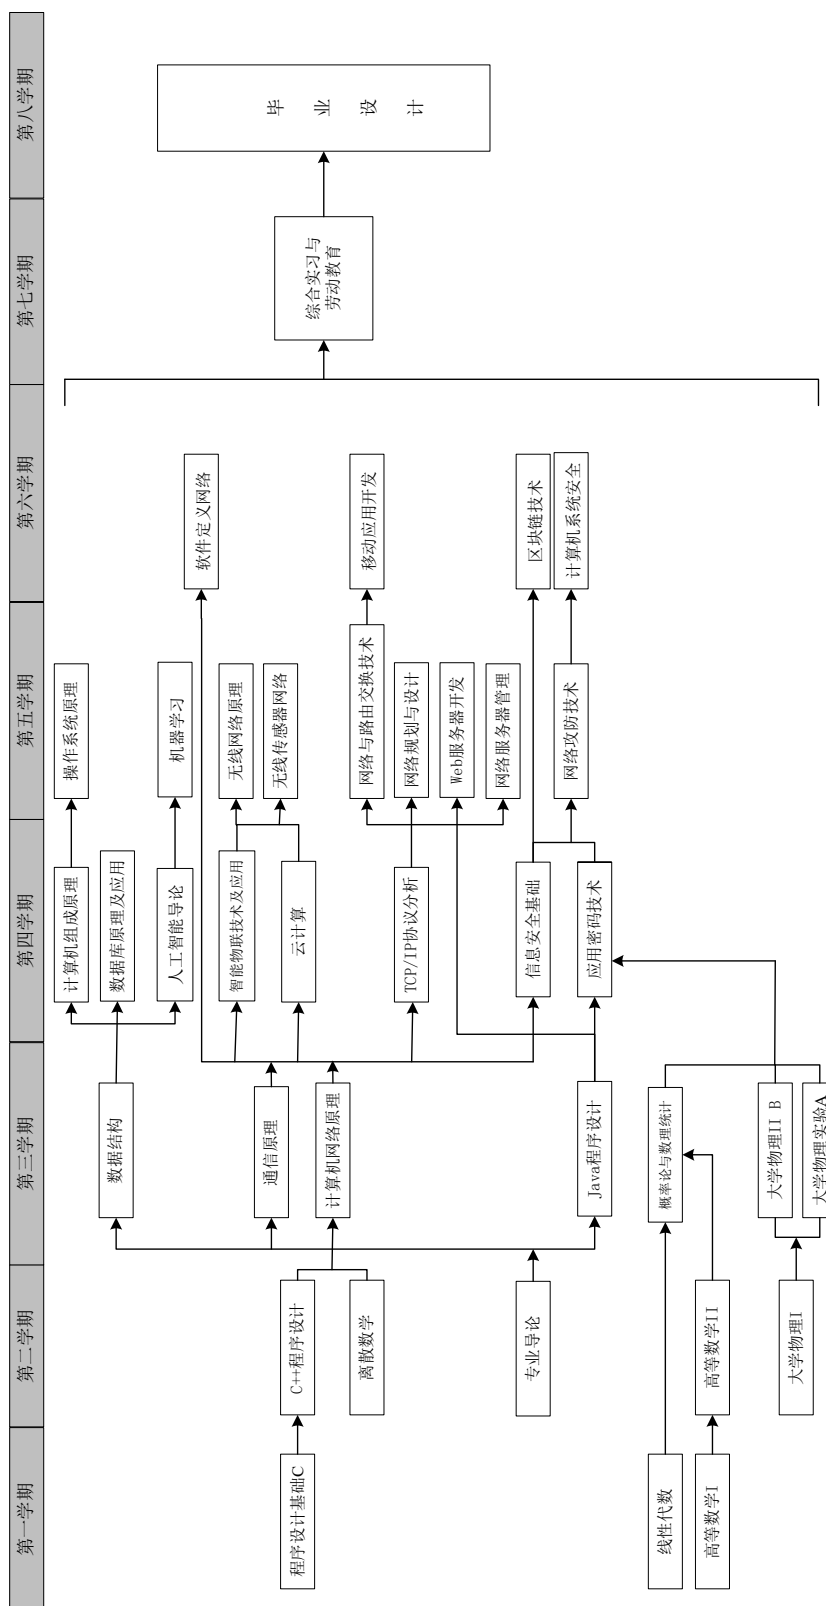 第一学期
第二学期
第三学期
第四学期
第五学期
第六学期
第七学期
第八学期
程序设计基础C
线性代数
高等数学I
C++程序设计
离散数学
专业导论
高等数学II
大学物理I
数据结构
通信原理
计算机网络原理
Java程序设计
概率论与数理统计
大学物理II B
大学物理实验A
计算机组成原理
数据库原理及应用
人工智能导论
智能物联技术及应用
云计算
TCP/IP协议分析
信息安全基础
应用密码技术
操作系统原理
机器学习
无线网络原理
无线传感器网络
网络与路由交换技术
网络规划与设计
Web服务器开发
网络服务器管理
网络攻防技术
软件定义网络
移动应用开发
区块链技术
计算机系统安全
综合实习与
劳动教育
毕 业 设 计